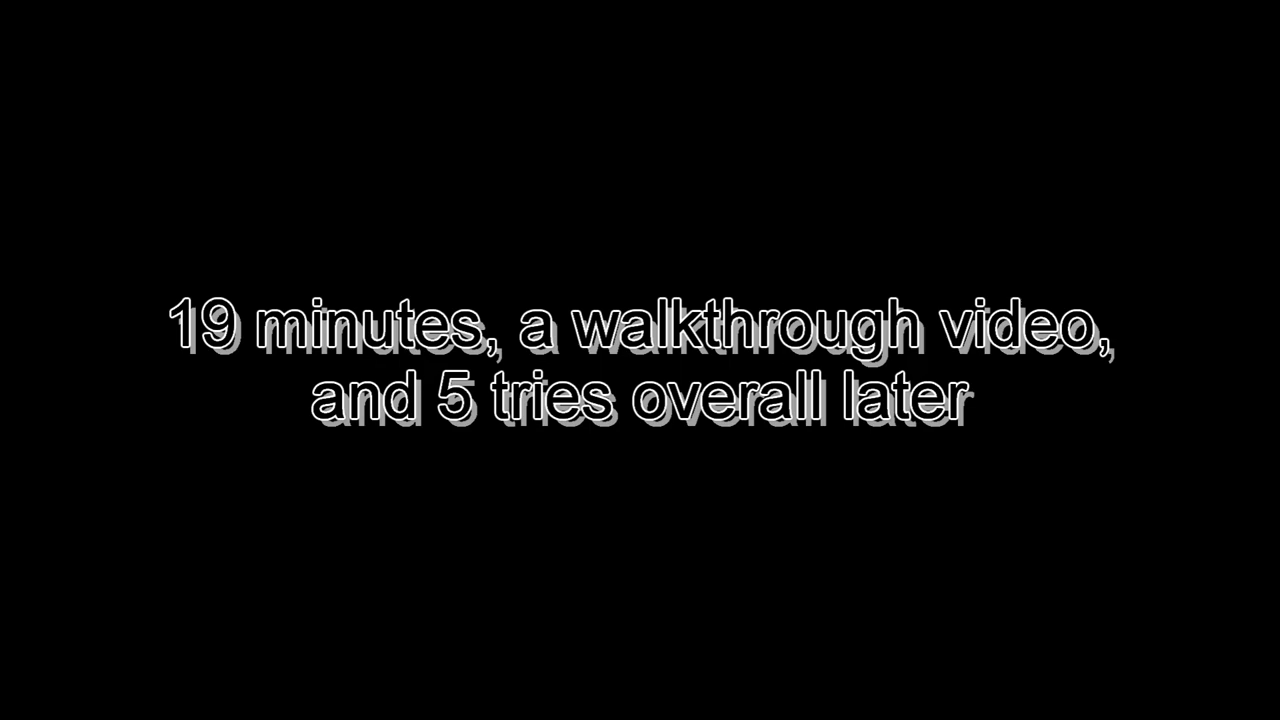 19 minutes, a walkthrough video,
and 5 tries overall later